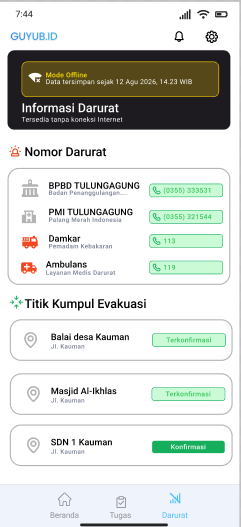 7:44
GUYUB.ID
Mode Offline
Data tersimpan sejak 12 Agu 2026, 14.23 WIB
Informasi Darurat
Tersedia tanpa koneksi Internet
Nomor Darurat
BPBD TULUNGAGUNG
Badan Penanggulangan....
(0355) 333531
PMI TULUNGAGUNG
Palang Merah Indonesia
(0355) 321544
Damkar
Pemadam Kebakaran
113
Ambulans
Layanan Medis Darurat
119
Titik Kumpul Evakuasi
Balai desa Kauman
Jl. Kauman
Terkonfirmasi
Masjid Al-Ikhlas
Jl. Kauman
Terkonfirmasi
SDN 1 Kauman
Jl. Kauman
Konfirmasi
Beranda
Tugas
Darurat